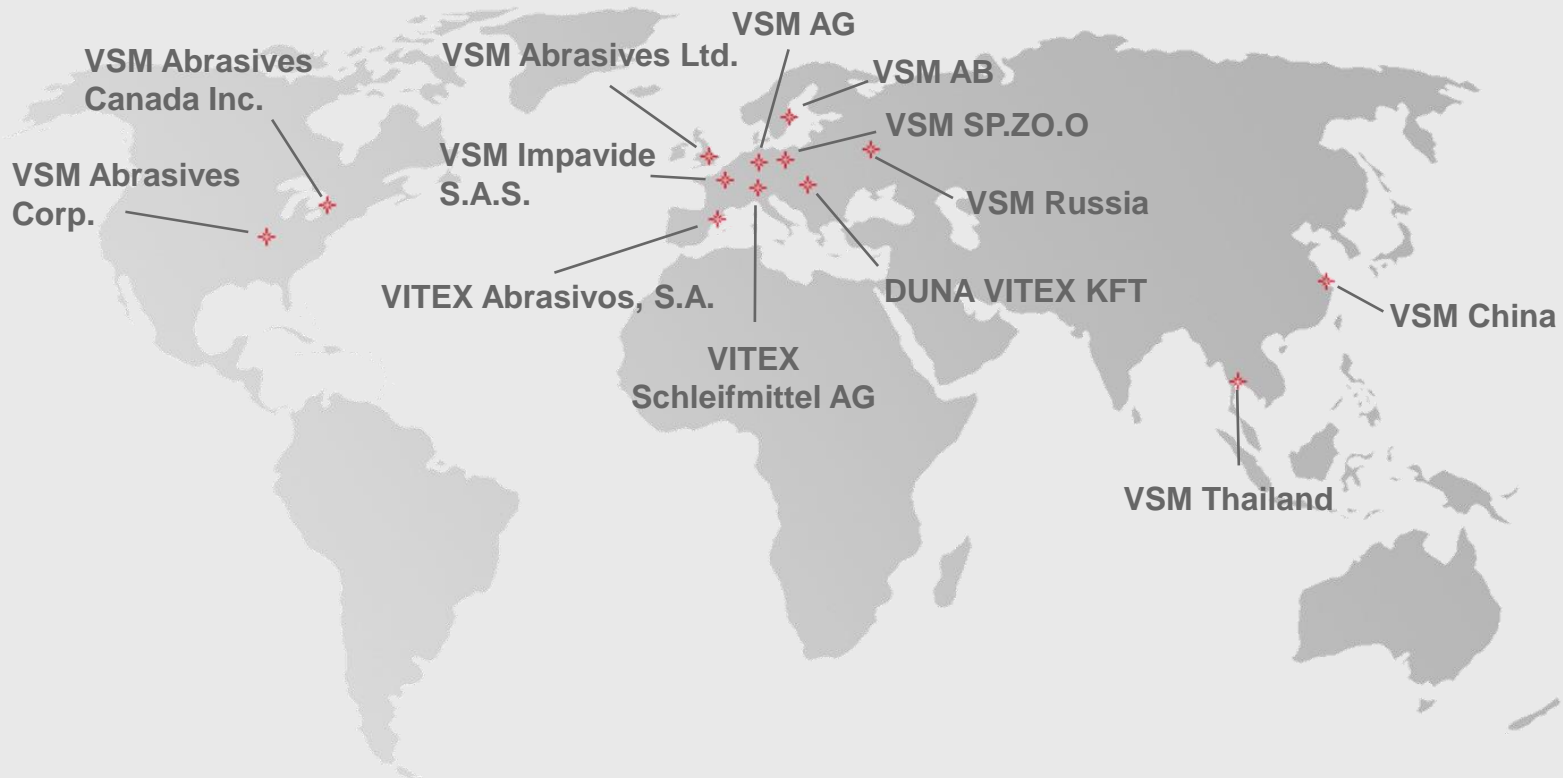 VSM AG
VSM Abrasives
Canada Inc.
VSM Abrasives Ltd.
VSM AB
VSM SP.ZO.O
VSM Impavide
S.A.S.
VSM Abrasives
Corp.
VSM Russia
VITEX Abrasivos, S.A.
DUNA VITEX KFT
VSM China
VITEX
Schleifmittel AG
VSM Thailand